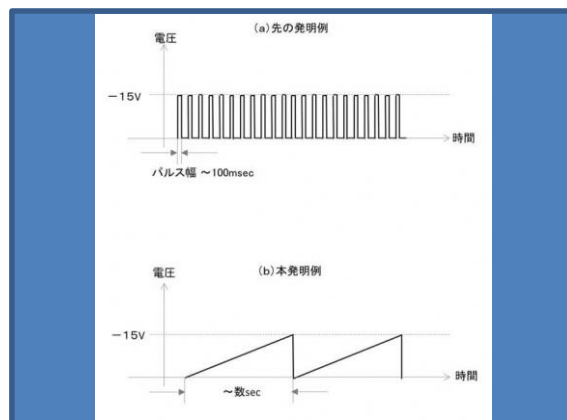 (a)先の発明例
電圧
−15V
時間
パルス幅 ～100msec
(b)本発明例
電圧
−15V
時間
～数sec